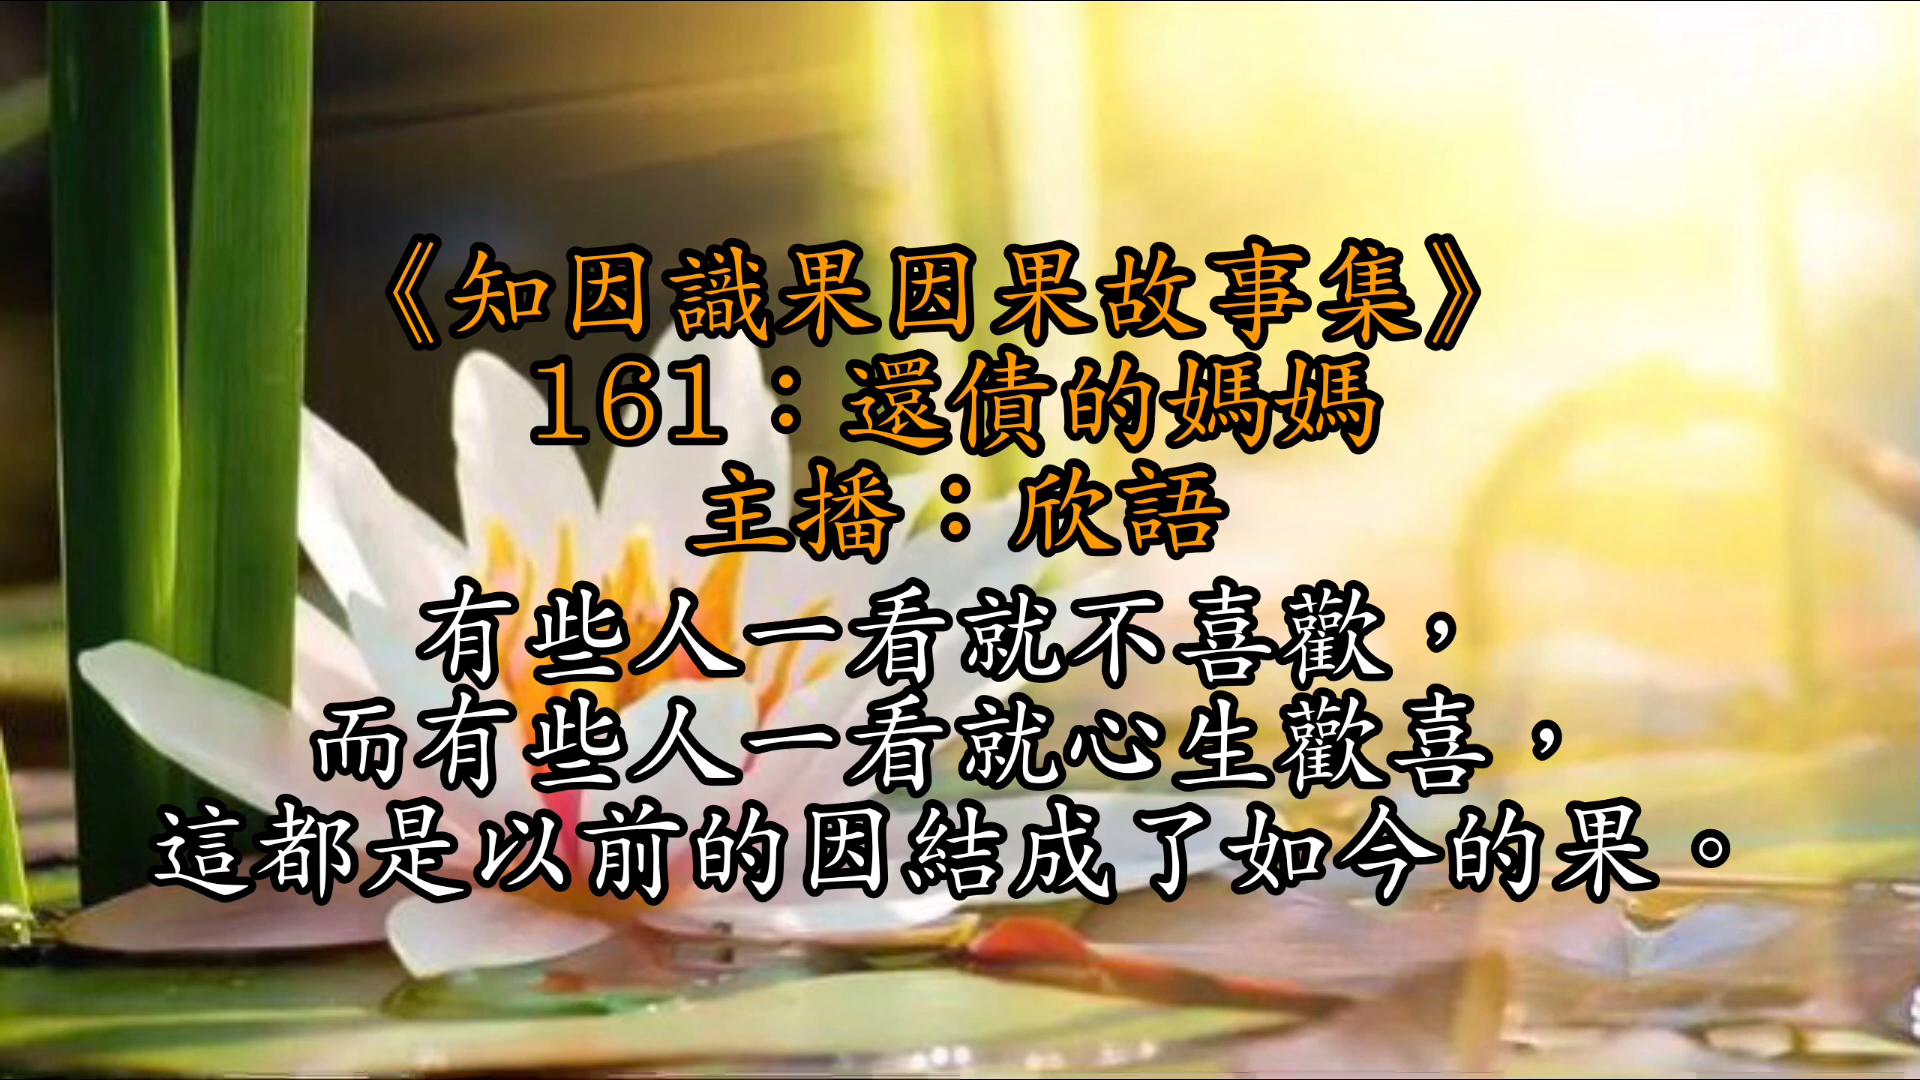 《知因識果因果故事集》
161：還債的媽媽
主播：欣語
有些人一看就不喜歡，
而有些人一看就心生歡喜，
這都是以前的因結成了如今的果。